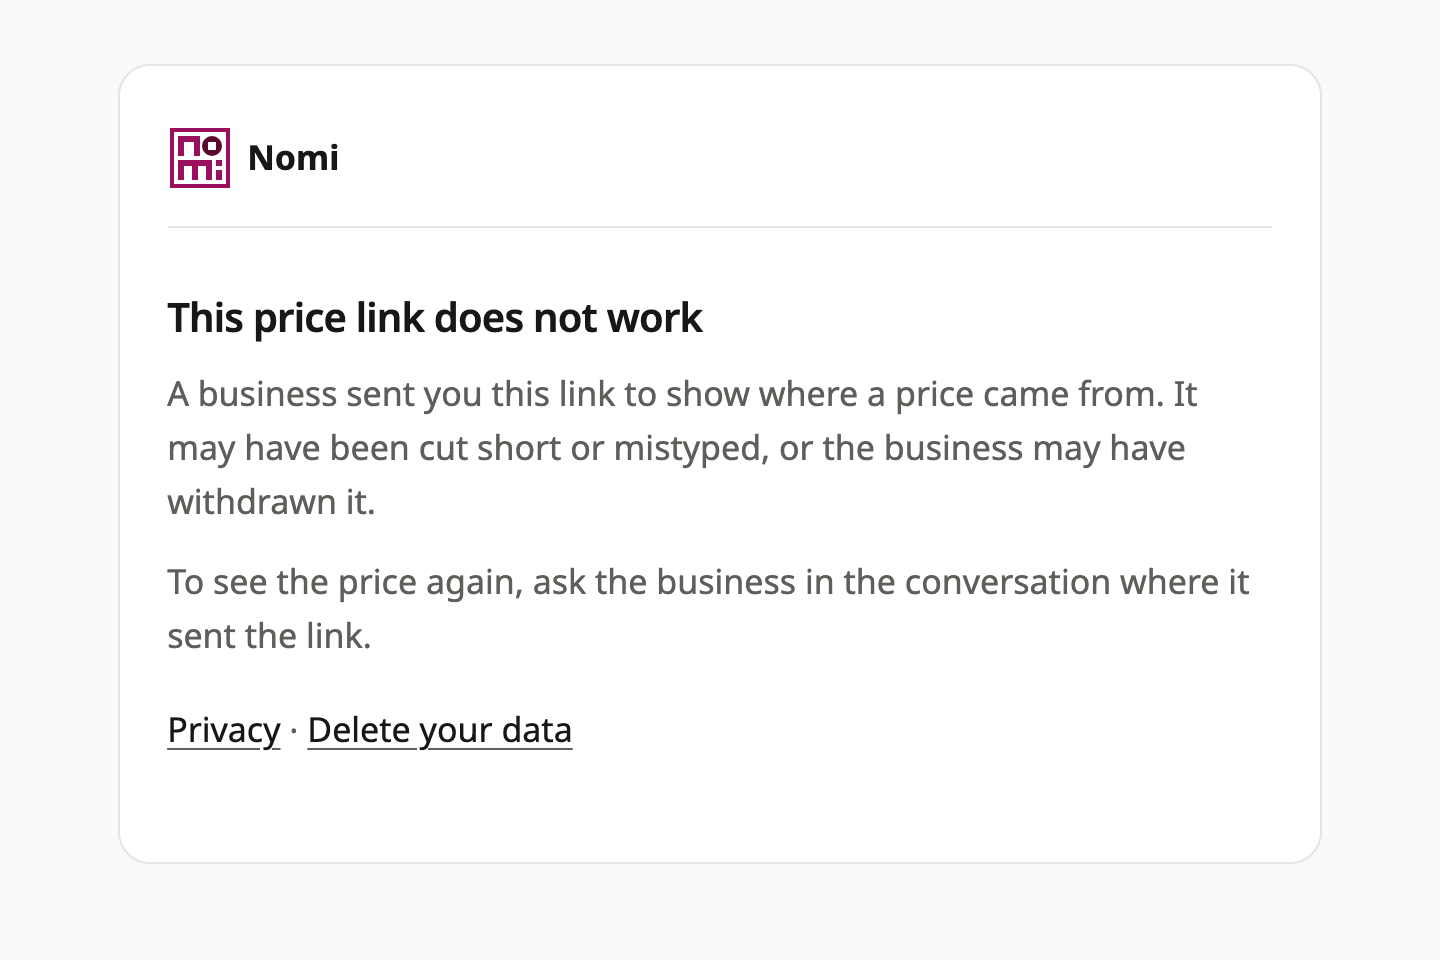 nomi
Nomi
This price link does not work
A business sent you this link to show where a price came from. It
may have been cut short or mistyped, or the business may have
withdrawn it.
To see the price again, ask the business in the conversation where it
sent the link.
Privacy · Delete your data